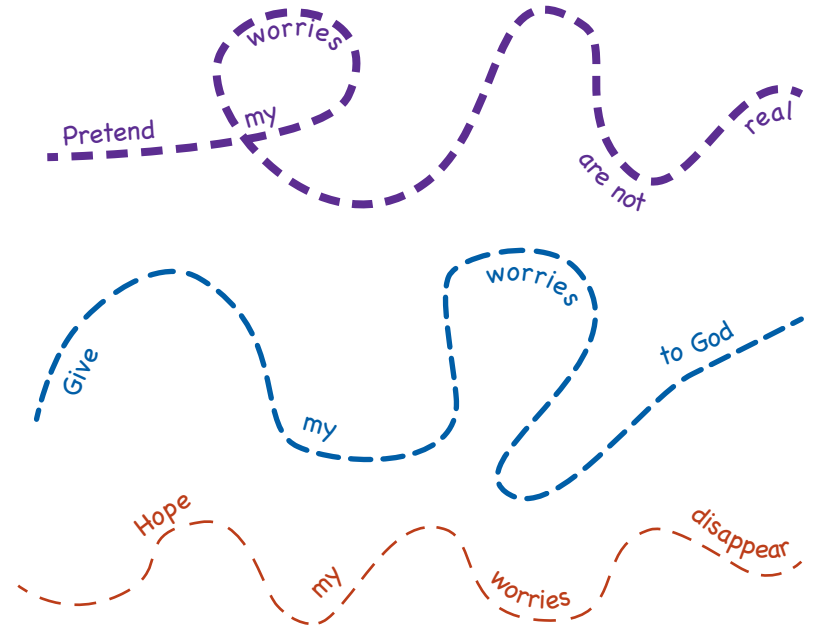 Pretend my worries are not real
Give my worries to God
Hope my worries disappear